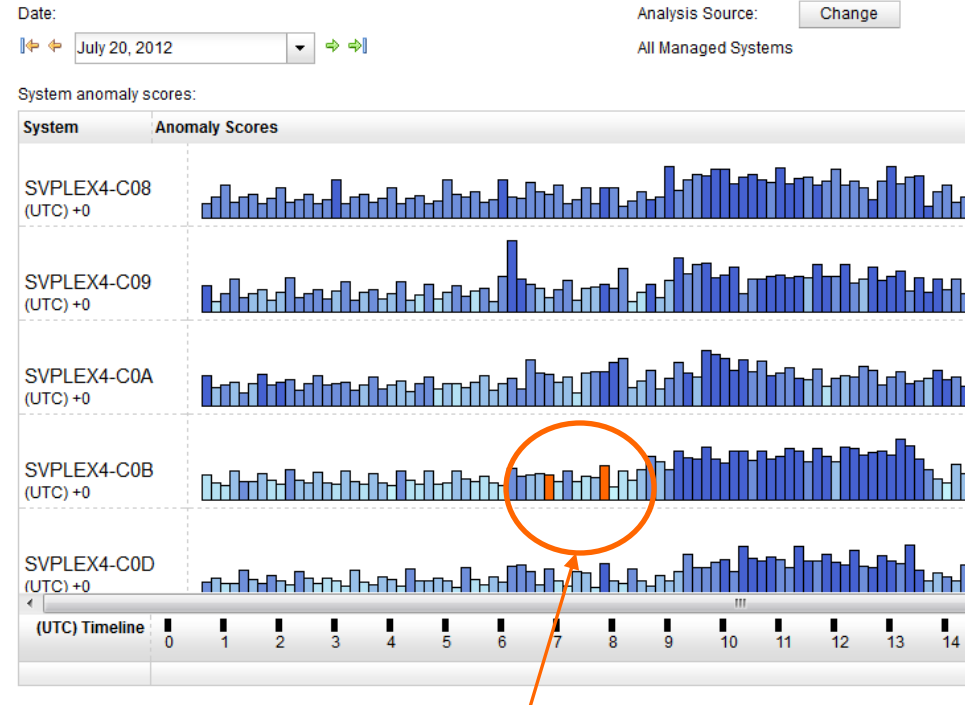 Date:
Analysis Source:
Change
July 20, 2012
All Managed Systems
System anomaly scores:
System
Anomaly Scores
SVPLEX4-C08
(UTC) +0
SVPLEX4-C09
(UTC) +0
SVPLEX4-C0A
(UTC) +0
SVPLEX4-C0B
(UTC) +0
SVPLEX4-C0D
(UTC) +0
(UTC) Timeline
0 1 2 3 4 5 6 7 8 9 10 11 12 13 14